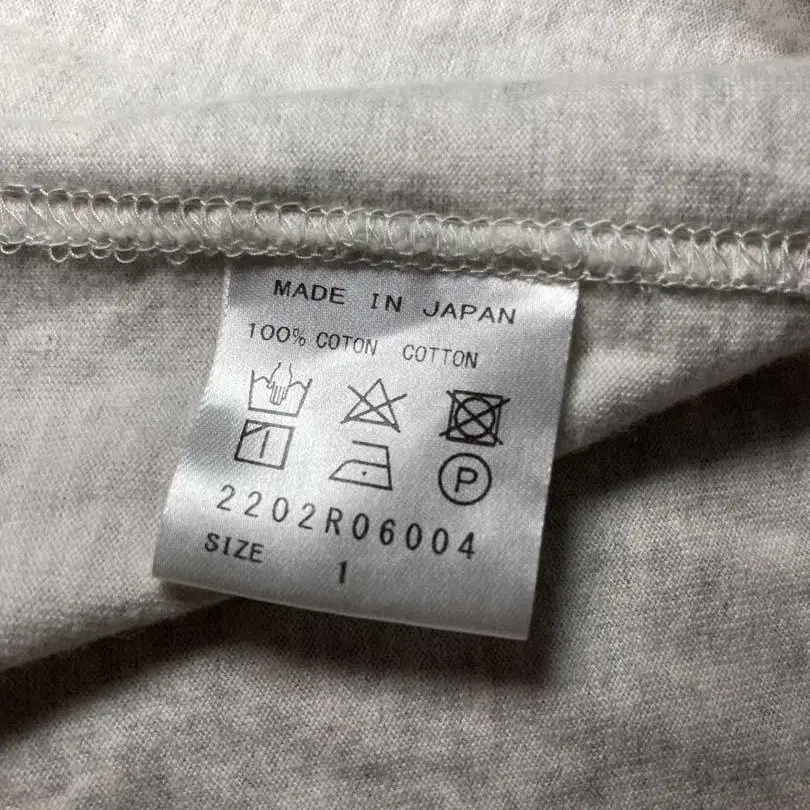 MADE IN JAPAN
100% COTON COTTON
P
2202R06004
SIZE 1